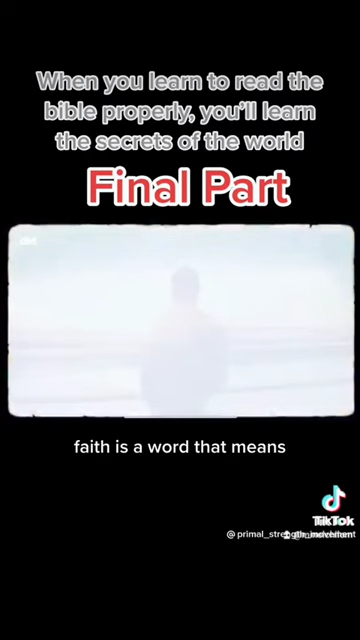 When you learn to read the
bible properly, you'll learn
the secrets of the world
Final Part
faith is a word that means
TikTok
@ primal_strength_